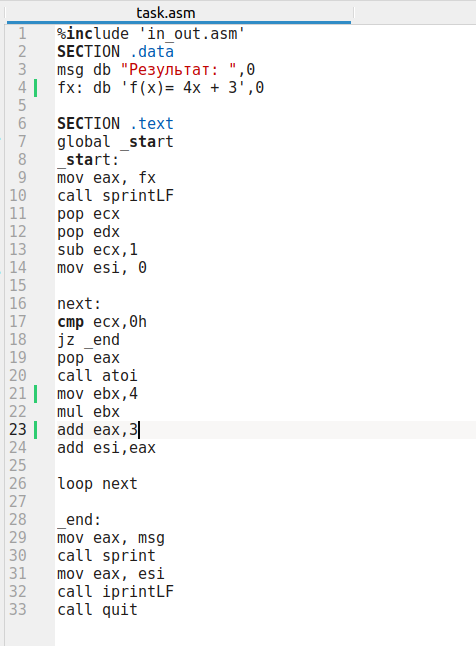 task.asm
1 %include 'in_out.asm'
2 SECTION .data
3 msg db "Результат: ",0
4 fx: db 'f(x)= 4x + 3',0
5
6 SECTION .text
7 global _start
8 _start:
9 mov eax, fx
10 call sprintLF
11 pop ecx
12 pop edx
13 sub ecx,1
14 mov esi, 0
15
16 next:
17 cmp ecx,0h
18 jz _end
19 pop eax
20 call atoi
21 mov ebx,4
22 mul ebx
23 add eax,3
24 add esi,eax
25
26 loop next
27
28 _end:
29 mov eax, msg
30 call sprint
31 mov eax, esi
32 call iprintLF
33 call quit